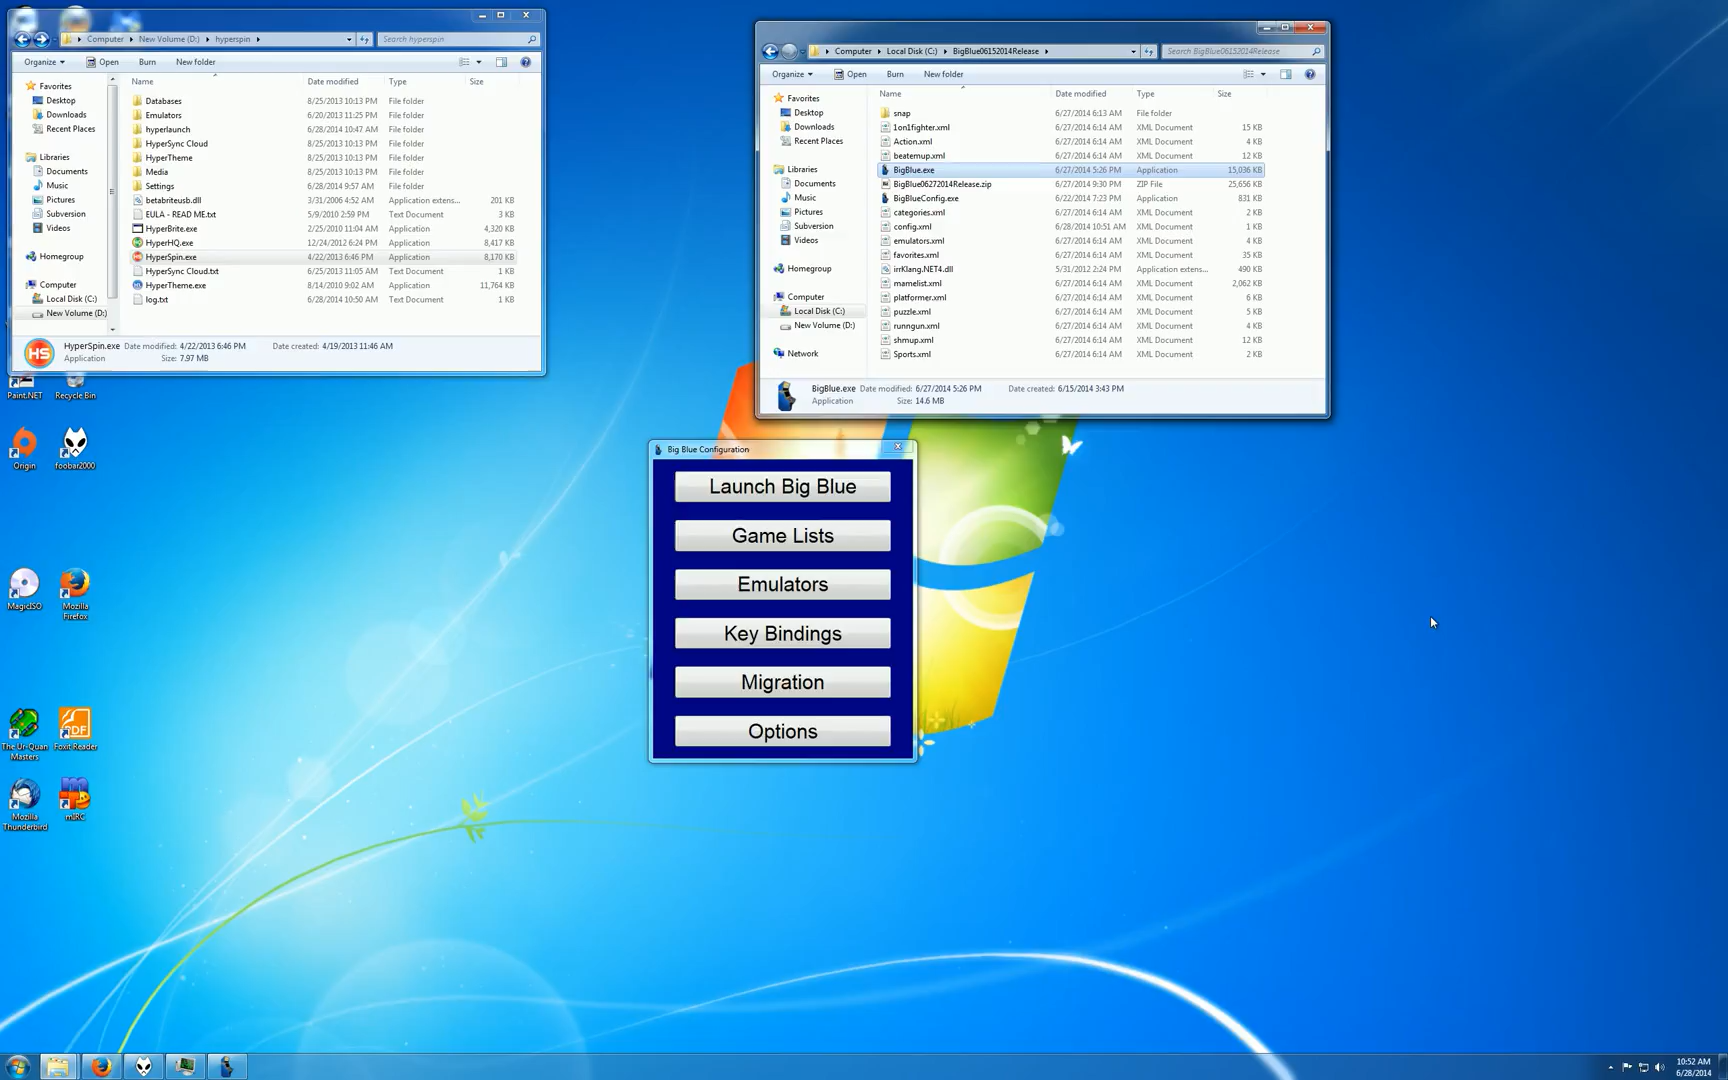 Computer ▸ New Volume (D:) ▸ hyperspin ▸
Search hyperspin
Organize ▾ Open Burn New folder
Name Date modified Type Size
Favorites
Desktop
Downloads
Recent Places
Libraries
Documents
Music
Pictures
Subversion
Videos
Homegroup
Computer
Local Disk (C:)
New Volume (D:)
Databases 8/25/2013 10:13 PM File folder
Emulators 6/20/2013 11:25 PM File folder
hyperlaunch 6/28/2014 10:47 AM File folder
HyperSync Cloud 8/25/2013 10:13 PM File folder
HyperTheme 8/25/2013 10:13 PM File folder
Media 8/25/2013 10:13 PM File folder
Settings 6/28/2014 9:57 AM File folder
betabriteusb.dll 3/31/2006 4:52 AM Application extens... 201 KB
EULA - READ ME.txt 5/9/2010 2:59 PM Text Document 3 KB
HyperBrite.exe 2/25/2010 11:04 AM Application 4,320 KB
HyperHQ.exe 12/24/2012 6:24 PM Application 8,417 KB
HyperSpin.exe 4/22/2013 6:46 PM Application 8,170 KB
HyperSync Cloud.txt 6/25/2013 11:05 AM Text Document 1 KB
HyperTheme.exe 8/14/2010 9:02 AM Application 11,764 KB
log.txt 6/28/2014 10:50 AM Text Document 1 KB
HS
HyperSpin.exe Date modified: 4/22/2013 6:46 PM Date created: 4/19/2013 11:46 AM
Application Size: 7.97 MB
Computer ▸ Local Disk (C:) ▸ BigBlue06152014Release ▸
Search BigBlue06152014Release
Organize ▾ Open Burn New folder
Name Date modified Type Size
Favorites
Desktop
Downloads
Recent Places
Libraries
Documents
Music
Pictures
Subversion
Videos
Homegroup
Computer
Local Disk (C:)
New Volume (D:)
Network
snap 6/27/2014 6:13 AM File folder
1on1fighter.xml 6/27/2014 6:14 AM XML Document 15 KB
Action.xml 6/27/2014 6:14 AM XML Document 4 KB
beatemup.xml 6/27/2014 6:14 AM XML Document 12 KB
BigBlue.exe 6/27/2014 5:26 PM Application 15,036 KB
BigBlue06272014Release.zip 6/27/2014 9:30 PM ZIP File 25,656 KB
BigBlueConfig.exe 6/22/2014 7:23 PM Application 831 KB
categories.xml 6/27/2014 6:14 AM XML Document 2 KB
config.xml 6/28/2014 10:51 AM XML Document 1 KB
emulators.xml 6/27/2014 6:14 AM XML Document 4 KB
favorites.xml 6/27/2014 6:14 AM XML Document 35 KB
irrKlang.NET4.dll 5/31/2012 2:24 PM Application extens... 490 KB
mamelist.xml 6/27/2014 6:14 AM XML Document 2,062 KB
platformer.xml 6/27/2014 6:14 AM XML Document 6 KB
puzzle.xml 6/27/2014 6:14 AM XML Document 5 KB
runngun.xml 6/27/2014 6:14 AM XML Document 4 KB
shmup.xml 6/27/2014 6:14 AM XML Document 12 KB
Sports.xml 6/27/2014 6:14 AM XML Document 2 KB
BigBlue.exe Date modified: 6/27/2014 5:26 PM Date created: 6/15/2014 3:43 PM
Application Size: 14.6 MB
Paint.NET
Recycle Bin
Origin
foobar2000
MagicISO
Mozilla Firefox
The Ur-Quan Masters
PDF
Foxit Reader
Mozilla Thunderbird
mIRC
Big Blue Configuration
Launch Big Blue
Game Lists
Emulators
Key Bindings
Migration
Options
10:52 AM
6/28/2014